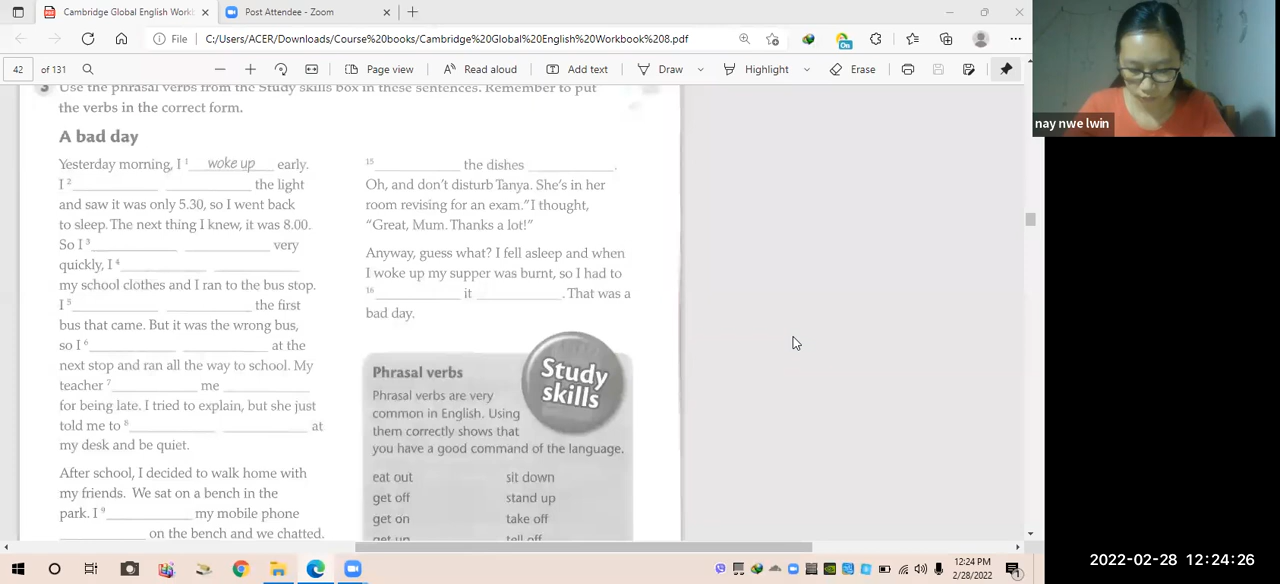 Cambridge Global English Workb
Post Attendee - Zoom
File
C:/Users/ACER/Downloads/Course%20books/Cambridge%20Global%20English%20Workbook%208.pdf
42 of 131
Page view
Read aloud
Add text
Draw
Highlight
Erase
3 Use the phrasal verbs from the Study skills box in these sentences. Remember to put
the verbs in the correct form.
A bad day
Yesterday morning, I 1 woke up early.
I 2 the light
and saw it was only 5.30, so I went back
to sleep. The next thing I knew, it was 8.00.
So I 3 very
quickly, I 4
my school clothes and I ran to the bus stop.
I 5 the first
bus that came. But it was the wrong bus,
so I 6 at the
next stop and ran all the way to school. My
teacher 7 me
for being late. I tried to explain, but she just
told me to 8 at
my desk and be quiet.
After school, I decided to walk home with
my friends. We sat on a bench in the
park. I 9 my mobile phone
on the bench and we chatted.
15 the dishes .
Oh, and don't disturb Tanya. She's in her
room revising for an exam." I thought,
"Great, Mum. Thanks a lot!"
Anyway, guess what? I fell asleep and when
I woke up my supper was burnt, so I had to
16 it . That was a
bad day.
Study
skills
Phrasal verbs
Phrasal verbs are very
common in English. Using
them correctly shows that
you have a good command of the language.
eat out sit down
get off stand up
get on take off
get up tell off
nay nwe lwin
2022-02-28 12:24:26
12:24 PM
2/28/2022